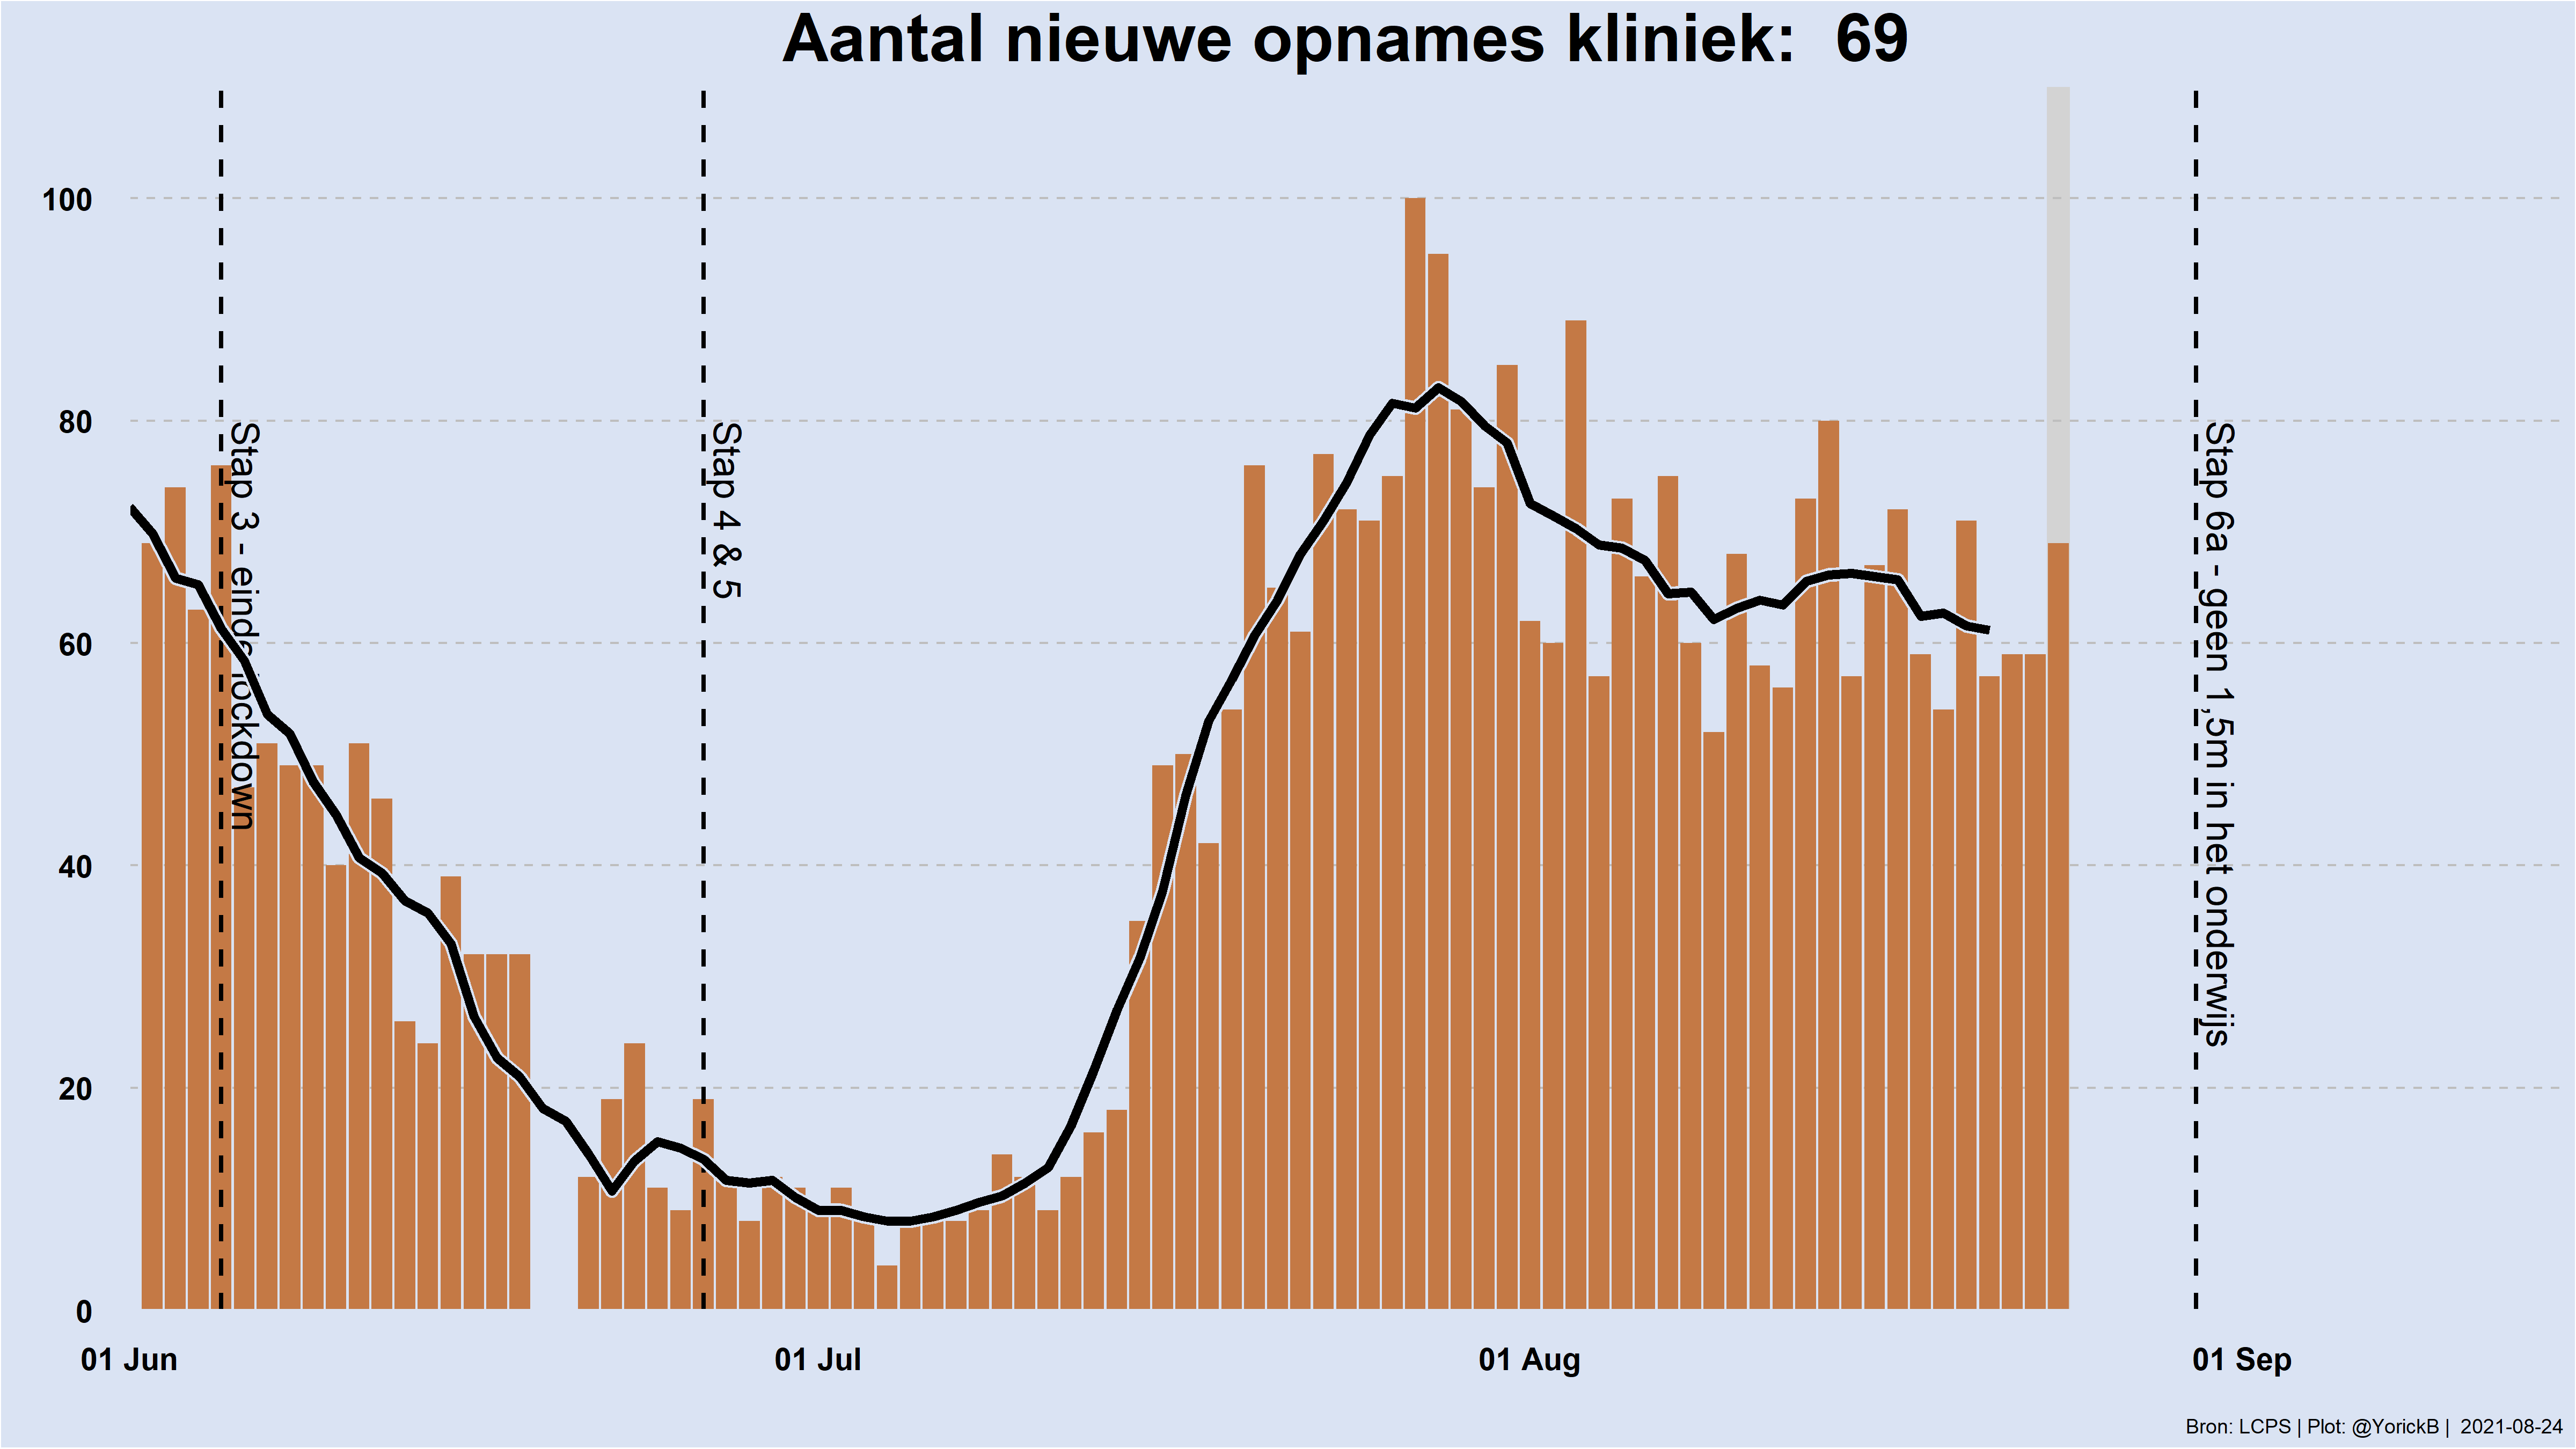 Aantal nieuwe opnames kliniek: 69
100
80
60
40
20
0
Stap 3 - einde lockdown
Stap 4 & 5
Stap 6a - geen 1,5m in het onderwijs
01 Jun
01 Jul
01 Aug
01 Sep
Bron: LCPS | Plot: @YorickB | 2021-08-24